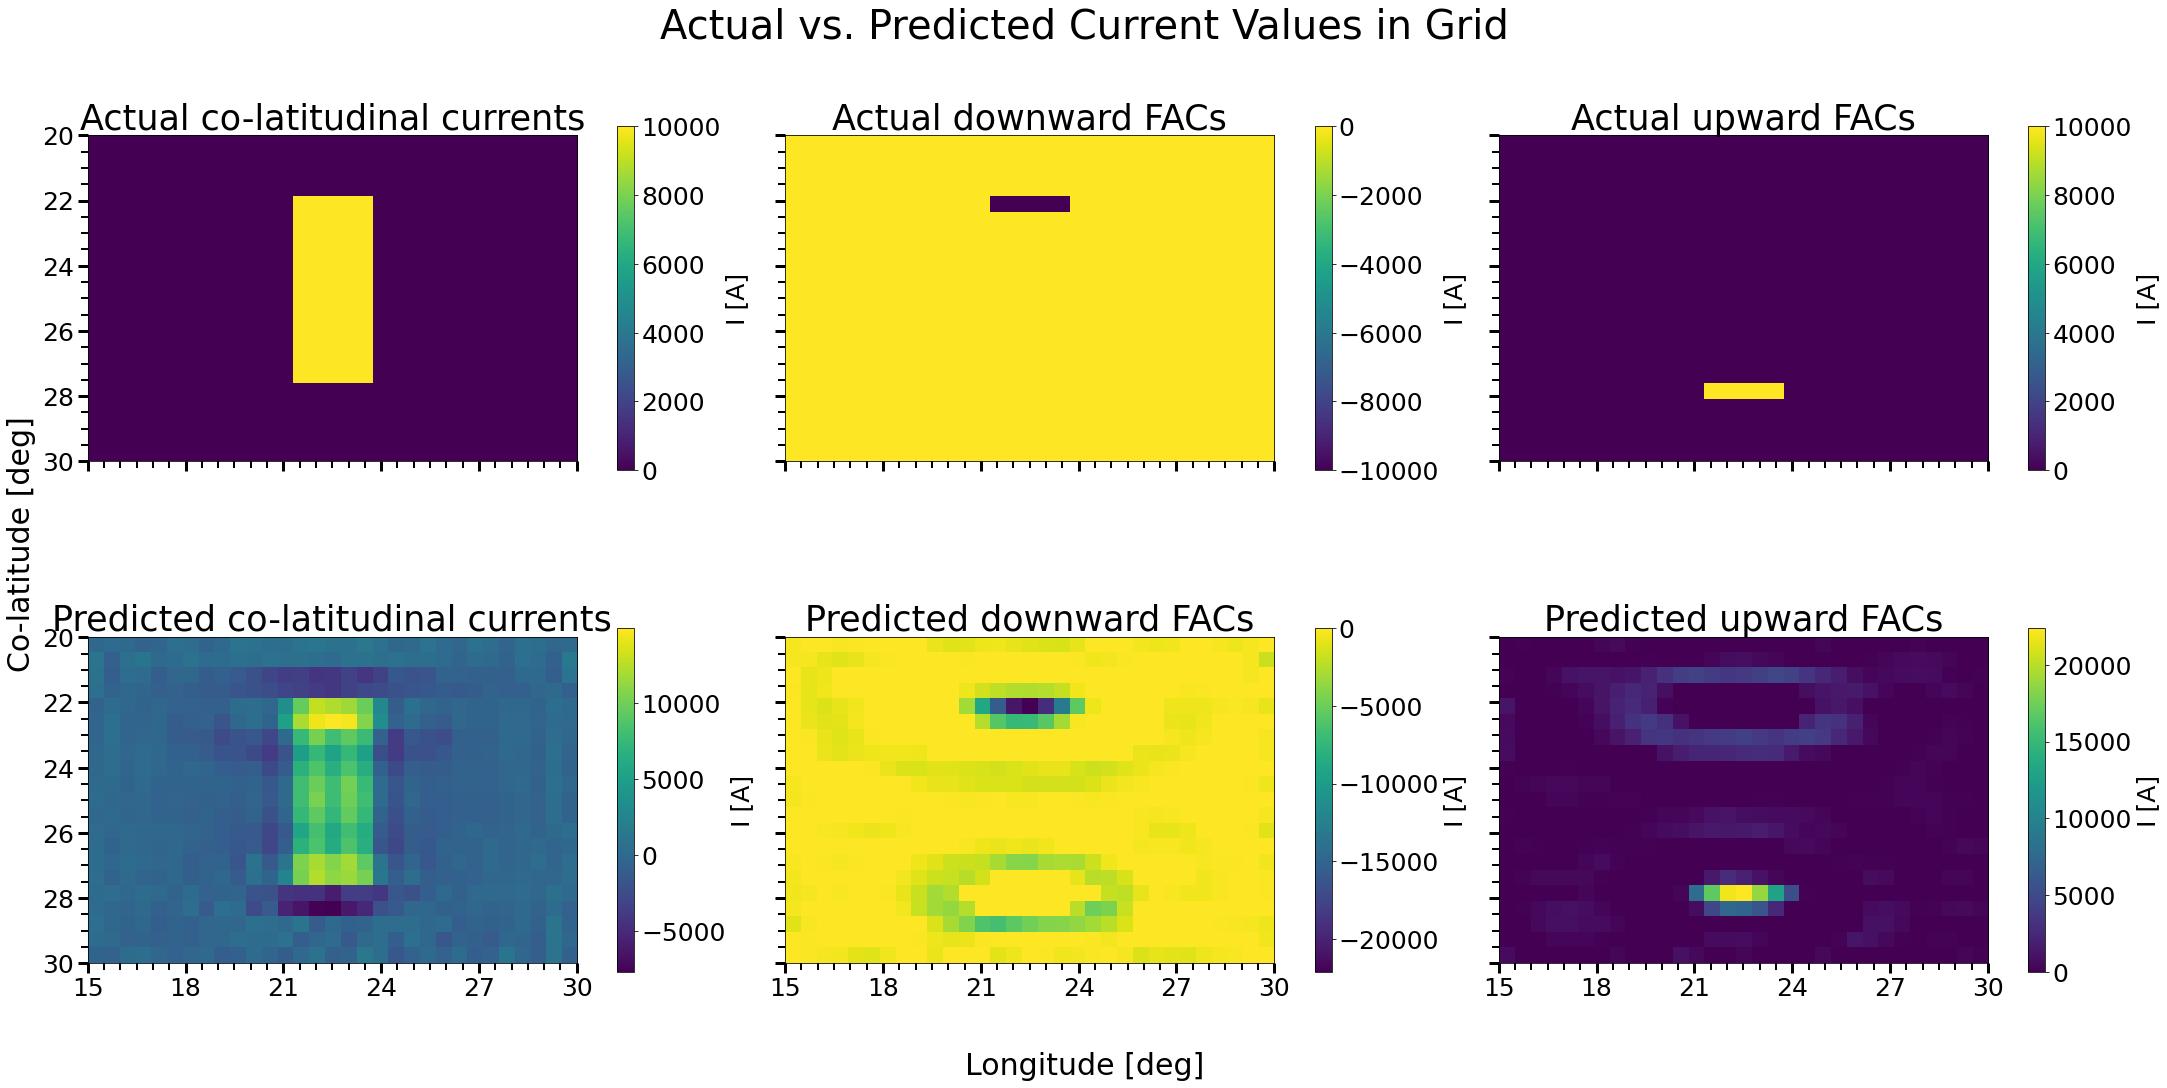 Actual vs. Predicted Current Values in Grid
Actual co-latitudinal currents
20
22
24
26
28
30
10000
8000
6000
4000
2000
0
I [A]
Actual downward FACs
0
−2000
−4000
−6000
−8000
−10000
I [A]
Actual upward FACs
10000
8000
6000
4000
2000
0
I [A]
Co-latitude [deg]
Predicted co-latitudinal currents
20
22
24
26
28
30
15 18 21 24 27 30
10000
5000
0
−5000
I [A]
Predicted downward FACs
15 18 21 24 27 30
0
−5000
−10000
−15000
−20000
I [A]
Predicted upward FACs
15 18 21 24 27 30
20000
15000
10000
5000
0
I [A]
Longitude [deg]